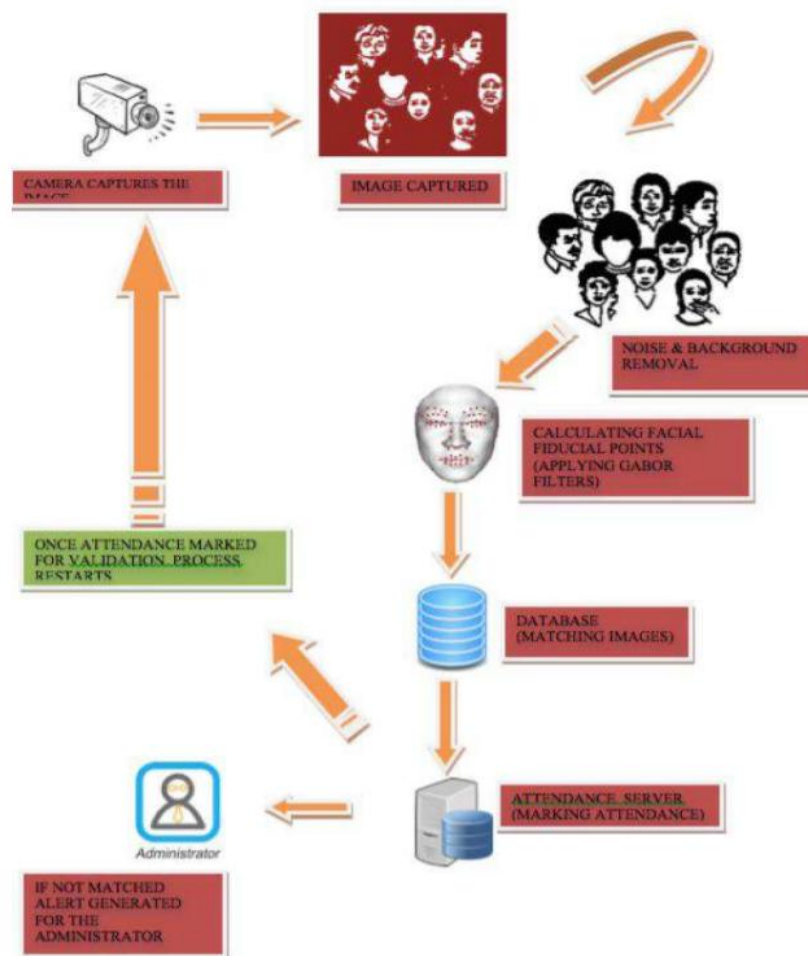 CAMERA CAPTURES THE
IMAGE
IMAGE CAPTURED
NOISE & BACKGROUND
REMOVAL
CALCULATING FACIAL
FIDUCIAL POINTS
(APPLYING GABOR
FILTERS)
ONCE ATTENDANCE MARKED
FOR VALIDATION PROCESS
RESTARTS
DATABASE
(MATCHING IMAGES)
ATTENDANCE SERVER
(MARKING ATTENDANCE)
Administrator
IF NOT MATCHED
ALERT GENERATED
FOR THE
ADMINISTRATOR